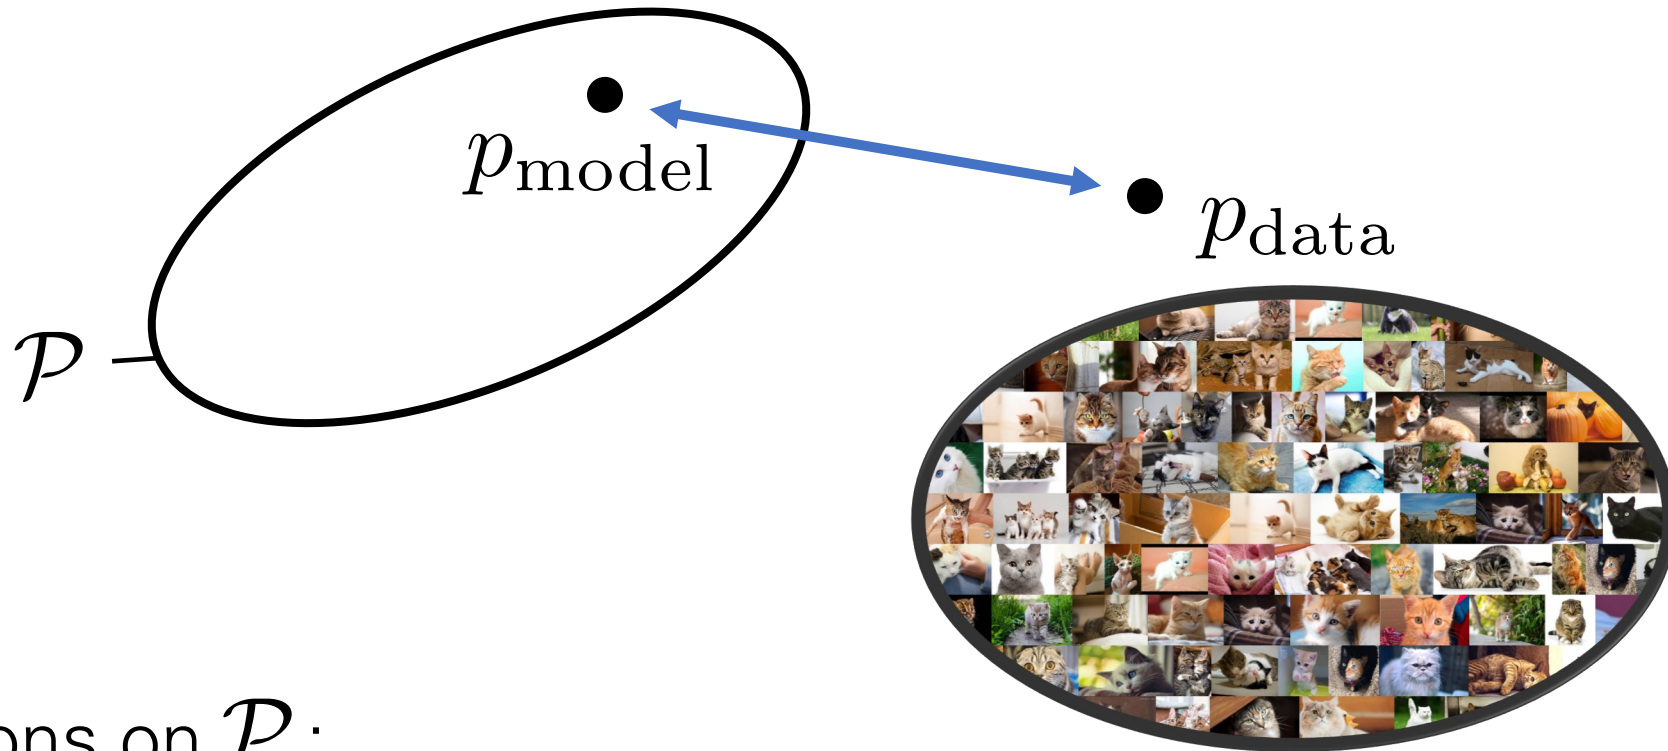 p_model
p_data
𝒫
ons on 𝒫: